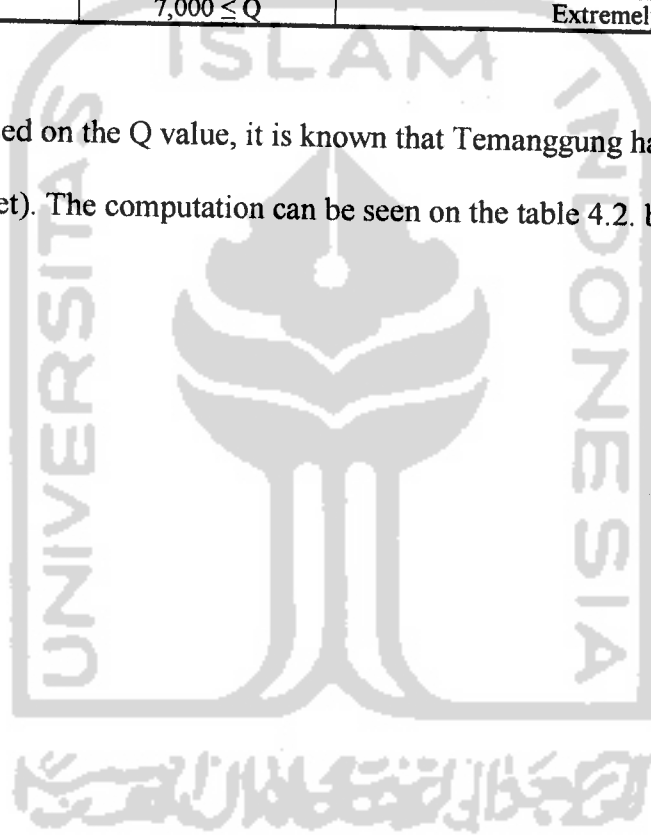 7,000 ≤ Q Extremel
ed on the Q value, it is known that Temanggung ha
et). The computation can be seen on the table 4.2. b
ISLAM
UNIVERSITAS
INDONESIA